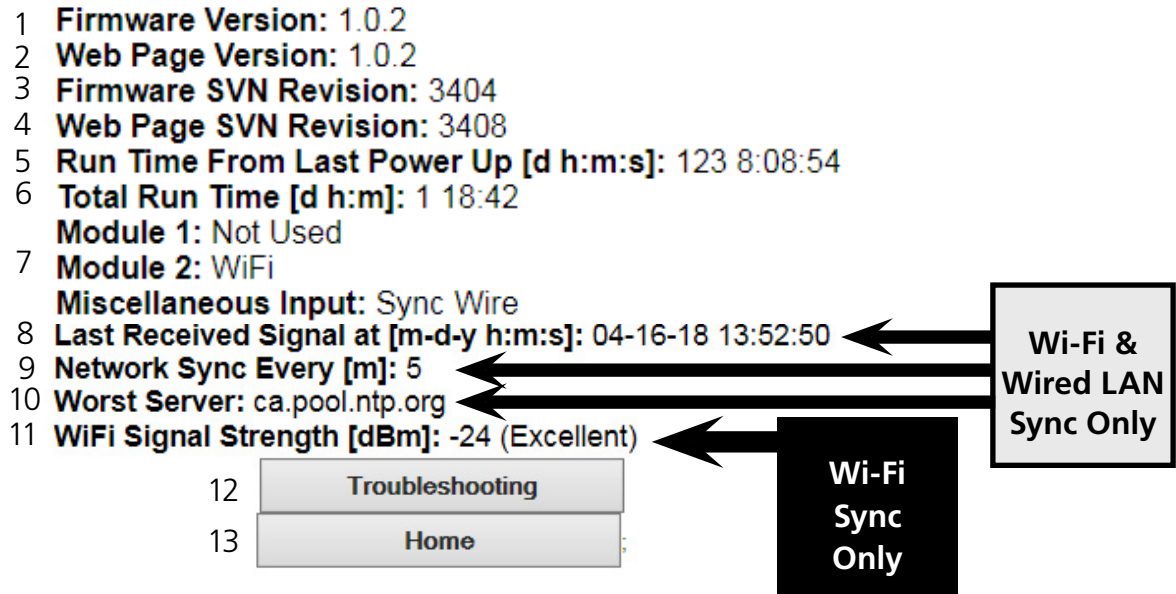 1 Firmware Version: 1.0.2
2 Web Page Version: 1.0.2
3 Firmware SVN Revision: 3404
4 Web Page SVN Revision: 3408
5 Run Time From Last Power Up [d h:m:s]: 123 8:08:54
6 Total Run Time [d h:m]: 1 18:42
Module 1: Not Used
7 Module 2: WiFi
Miscellaneous Input: Sync Wire
8 Last Received Signal at [m-d-y h:m:s]: 04-16-18 13:52:50
9 Network Sync Every [m]: 5
10 Worst Server: ca.pool.ntp.org
11 WiFi Signal Strength [dBm]: -24 (Excellent)
Wi-Fi &
Wired LAN
Sync Only
Wi-Fi
Sync
Only
12 Troubleshooting
13 Home ;